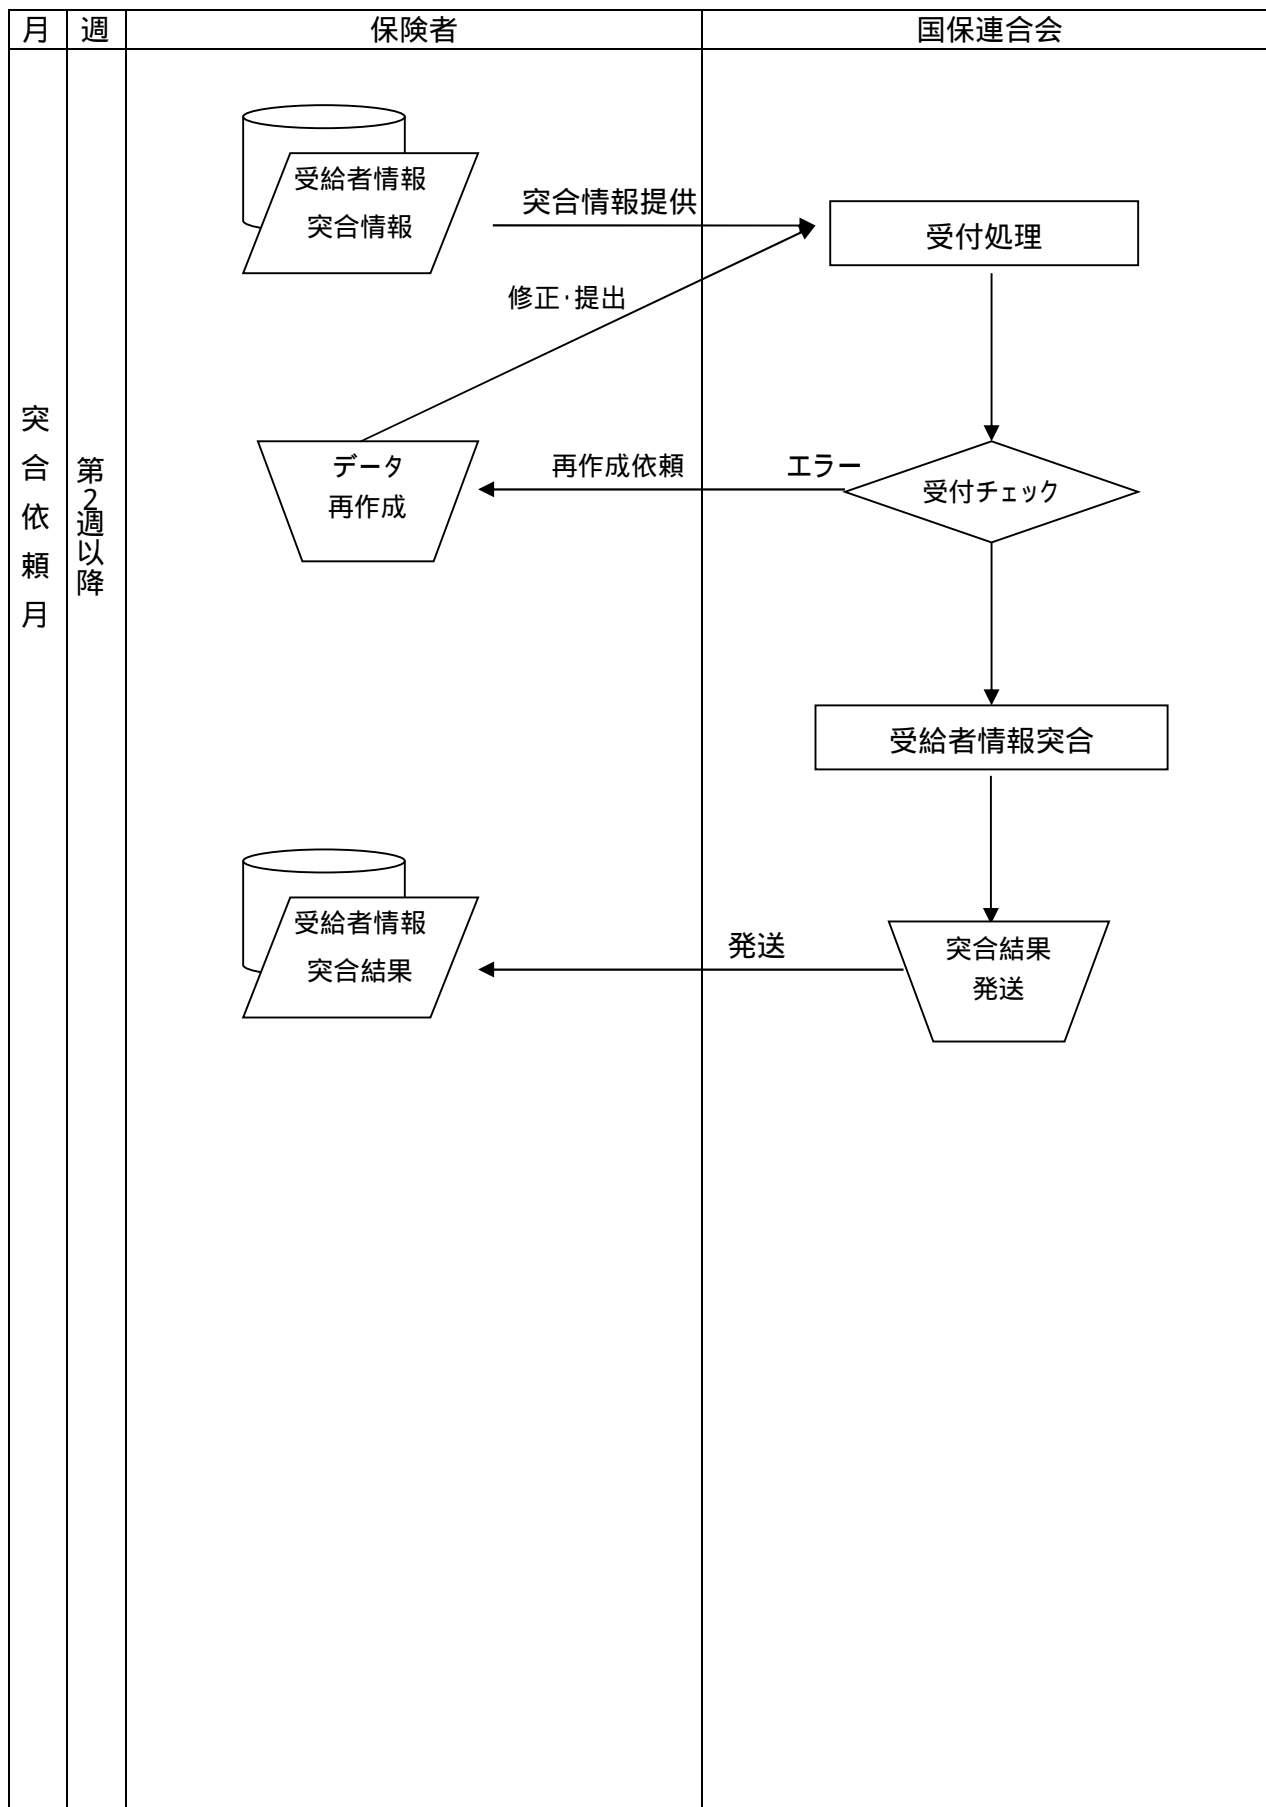 月 週 保険者 国保連合会
受給者情報
突合情報
突合情報提供
受付処理
修正・提出
突合依頼月
第2週以降
データ
再作成
再作成依頼
エラー
受付チェック
受給者情報突合
受給者情報
突合結果
発送
突合結果
発送